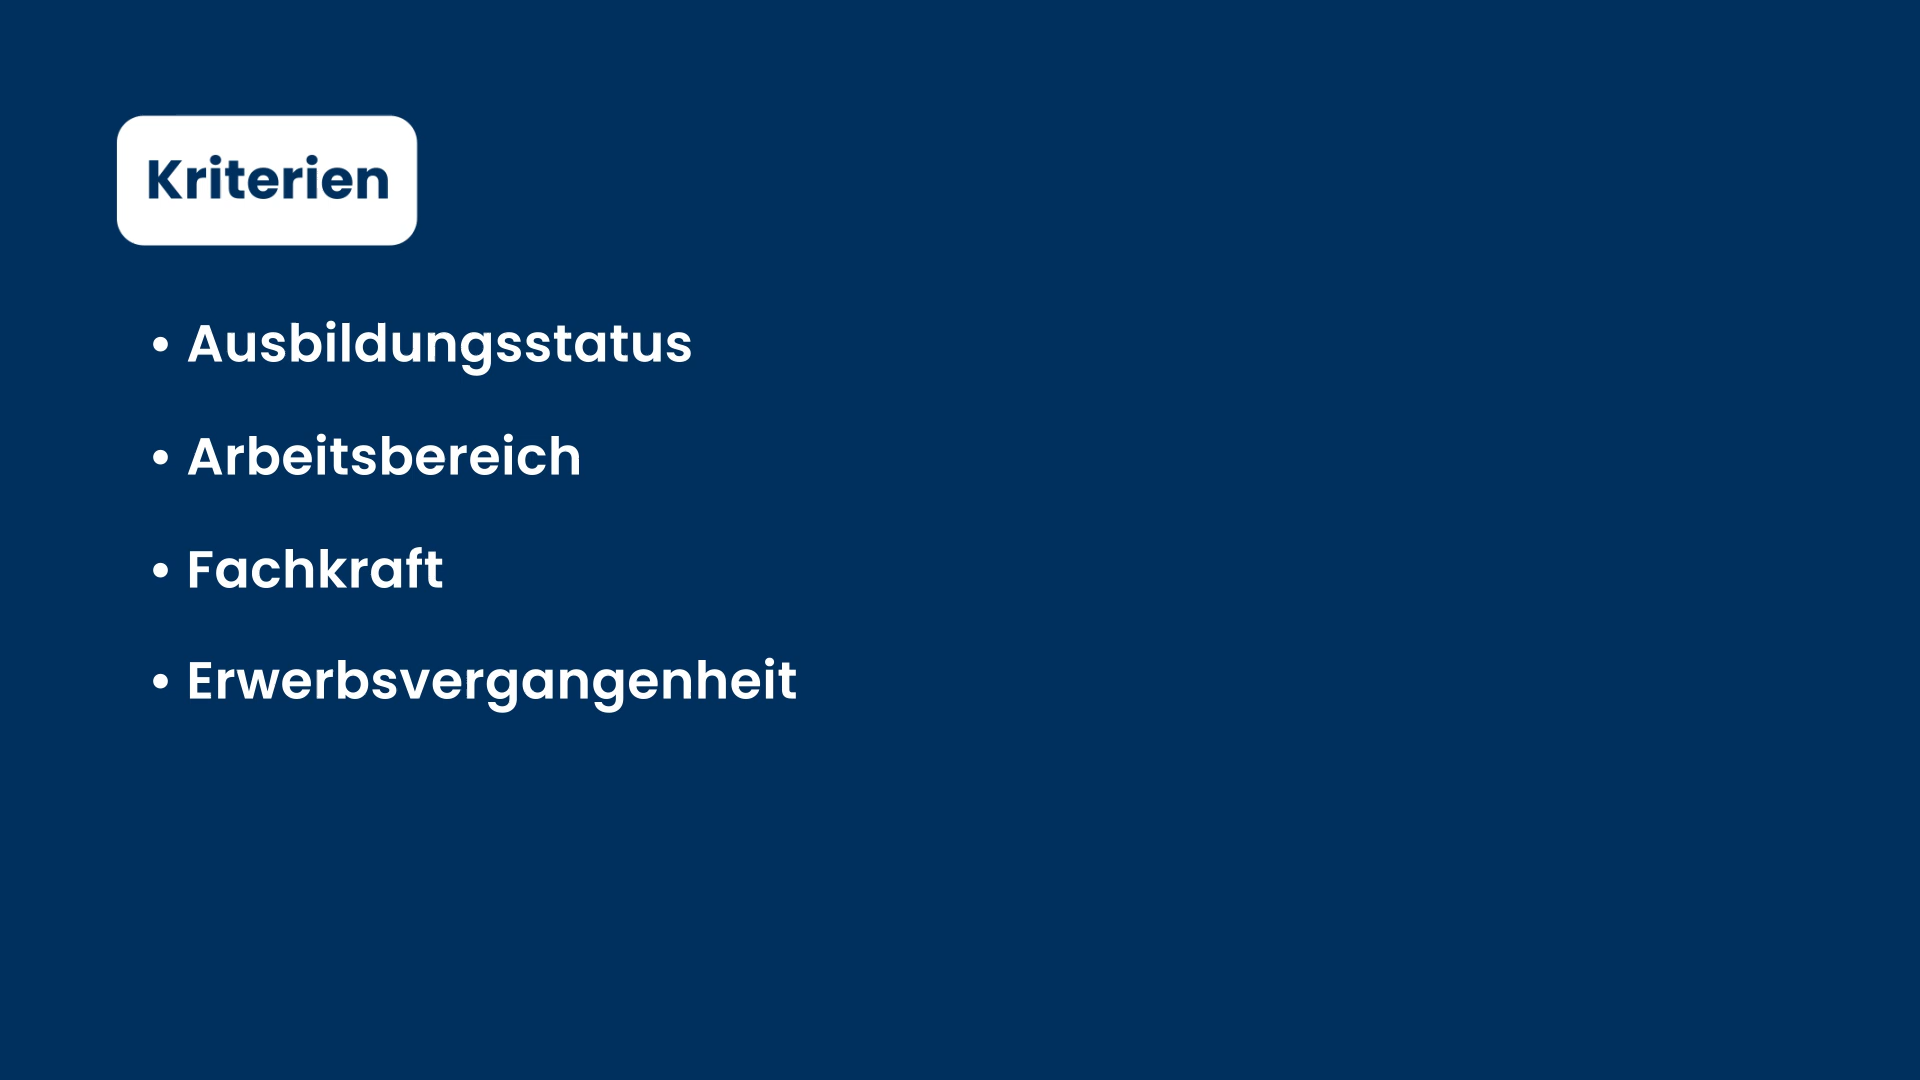 Kriterien
• Ausbildungsstatus
• Arbeitsbereich
• Fachkraft
• Erwerbsvergangenheit